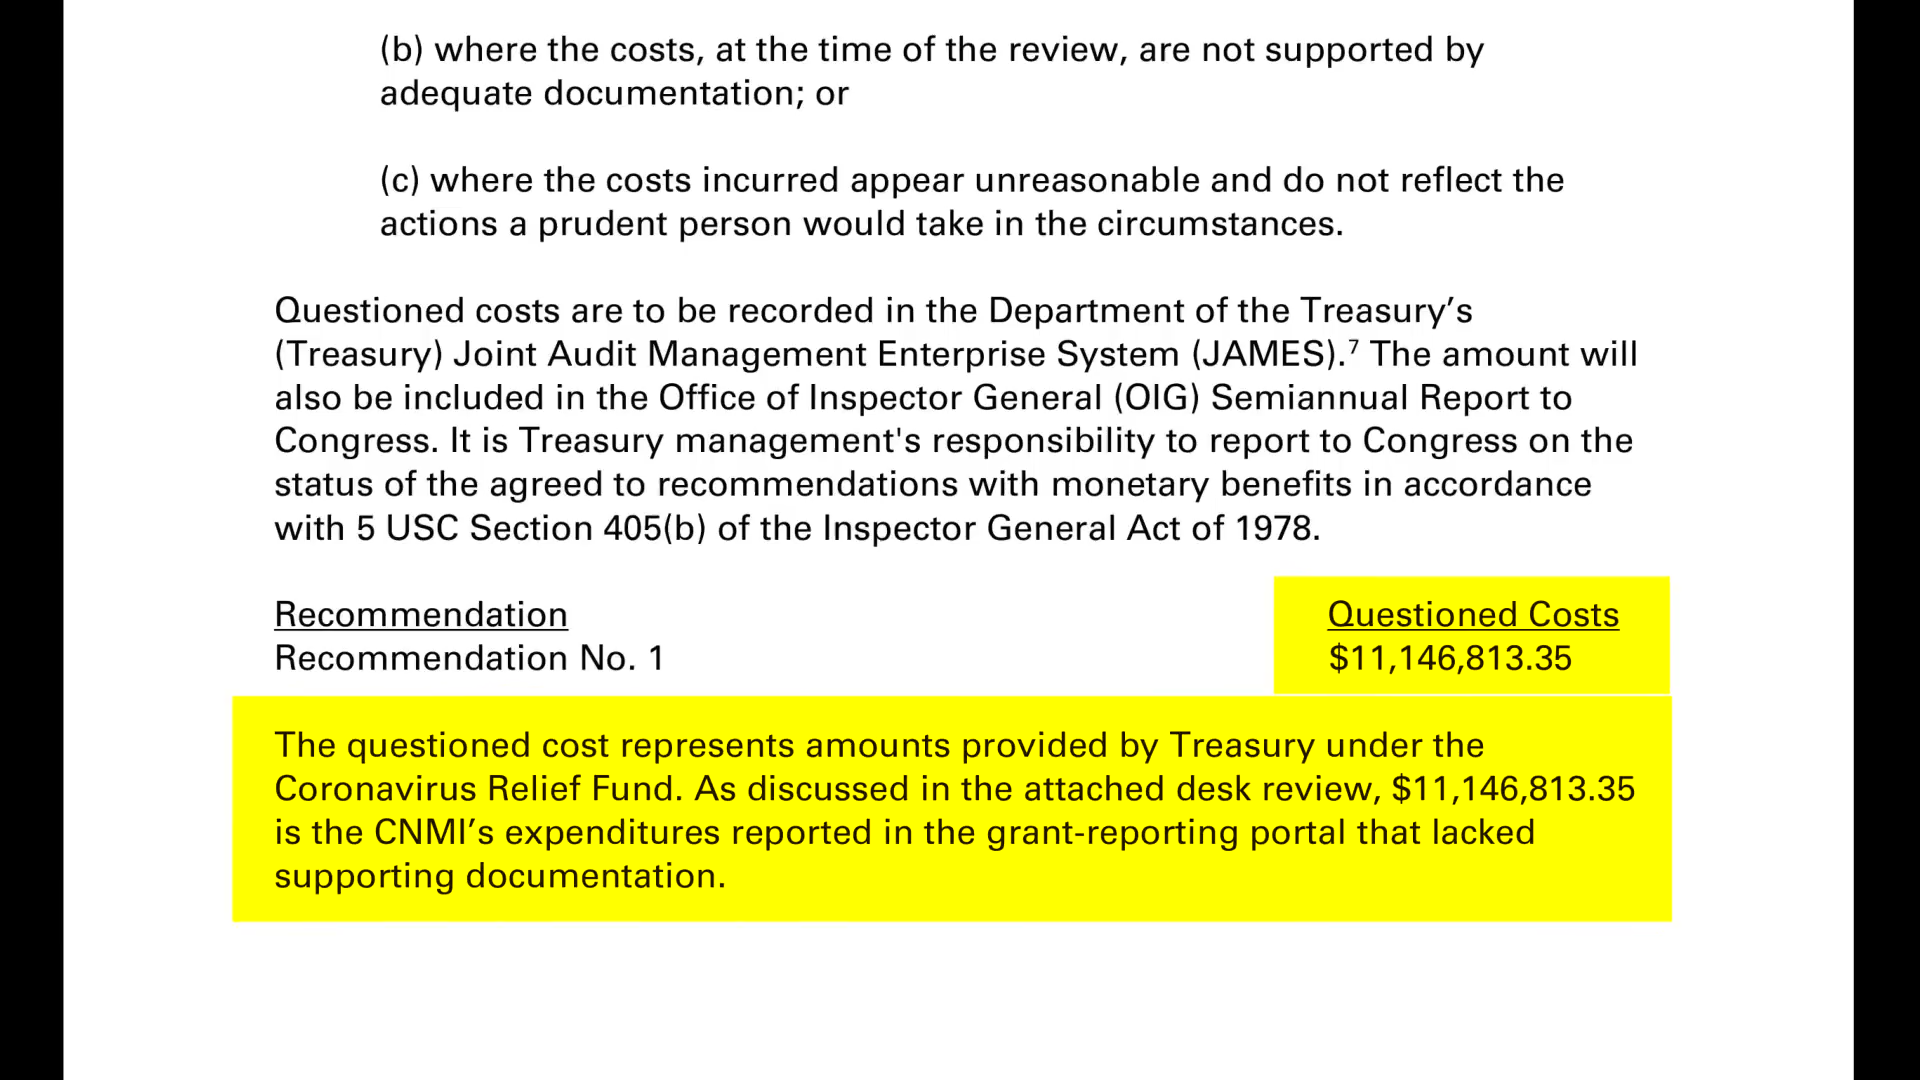 (b) where the costs, at the time of the review, are not supported by
adequate documentation; or
(c) where the costs incurred appear unreasonable and do not reflect the
actions a prudent person would take in the circumstances.
Questioned costs are to be recorded in the Department of the Treasury’s
(Treasury) Joint Audit Management Enterprise System (JAMES).⁷ The amount will
also be included in the Office of Inspector General (OIG) Semiannual Report to
Congress. It is Treasury management's responsibility to report to Congress on the
status of the agreed to recommendations with monetary benefits in accordance
with 5 USC Section 405(b) of the Inspector General Act of 1978.
Recommendation Questioned Costs
Recommendation No. 1 $11,146,813.35
The questioned cost represents amounts provided by Treasury under the
Coronavirus Relief Fund. As discussed in the attached desk review, $11,146,813.35
is the CNMI’s expenditures reported in the grant-reporting portal that lacked
supporting documentation.